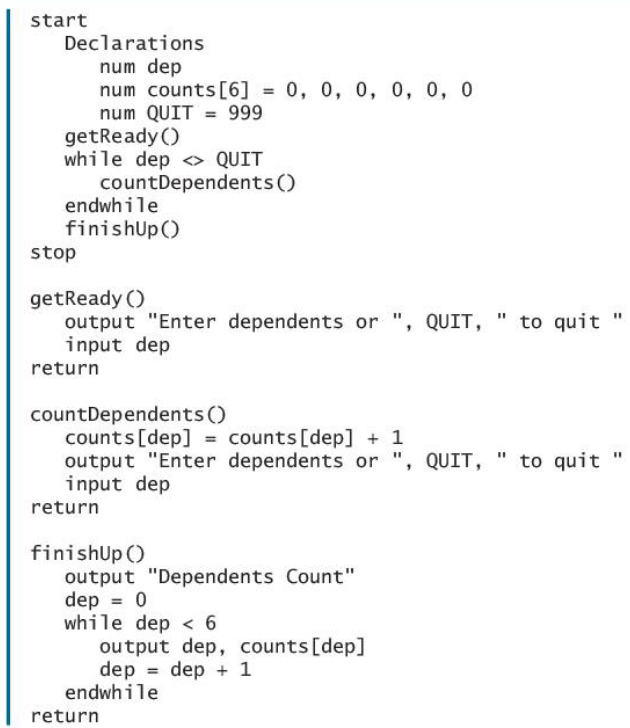 start
   Declarations
      num dep
      num counts[6] = 0, 0, 0, 0, 0, 0
      num QUIT = 999
   getReady()
   while dep <> QUIT
      countDependents()
   endwhile
   finishUp()
stop

getReady()
   output "Enter dependents or ", QUIT, " to quit "
   input dep
return

countDependents()
   counts[dep] = counts[dep] + 1
   output "Enter dependents or ", QUIT, " to quit "
   input dep
return

finishUp()
   output "Dependents Count"
   dep = 0
   while dep < 6
      output dep, counts[dep]
      dep = dep + 1
   endwhile
return